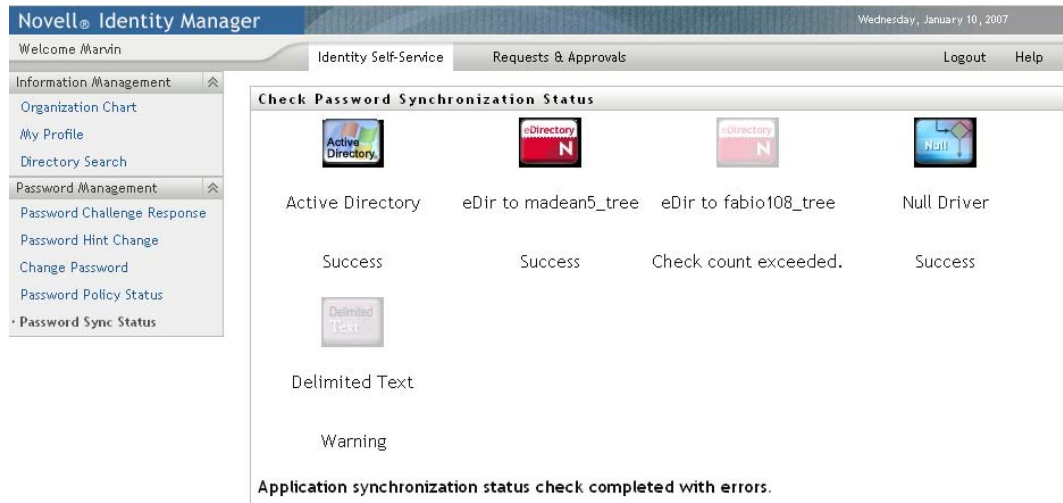 Novell® Identity Manager
Wednesday, January 10, 2007
Welcome Marvin
Identity Self-Service
Requests & Approvals
Logout
Help
Information Management
Organization Chart
My Profile
Directory Search
Password Management
Password Challenge Response
Password Hint Change
Change Password
Password Policy Status
· Password Sync Status
Check Password Synchronization Status
Active Directory
eDirectory
N
eDirectory
N
Null
Active Directory
eDir to madean5_tree
eDir to fabio108_tree
Null Driver
Success
Success
Check count exceeded.
Success
Delimited Text
Delimited Text
Warning
Application synchronization status check completed with errors.